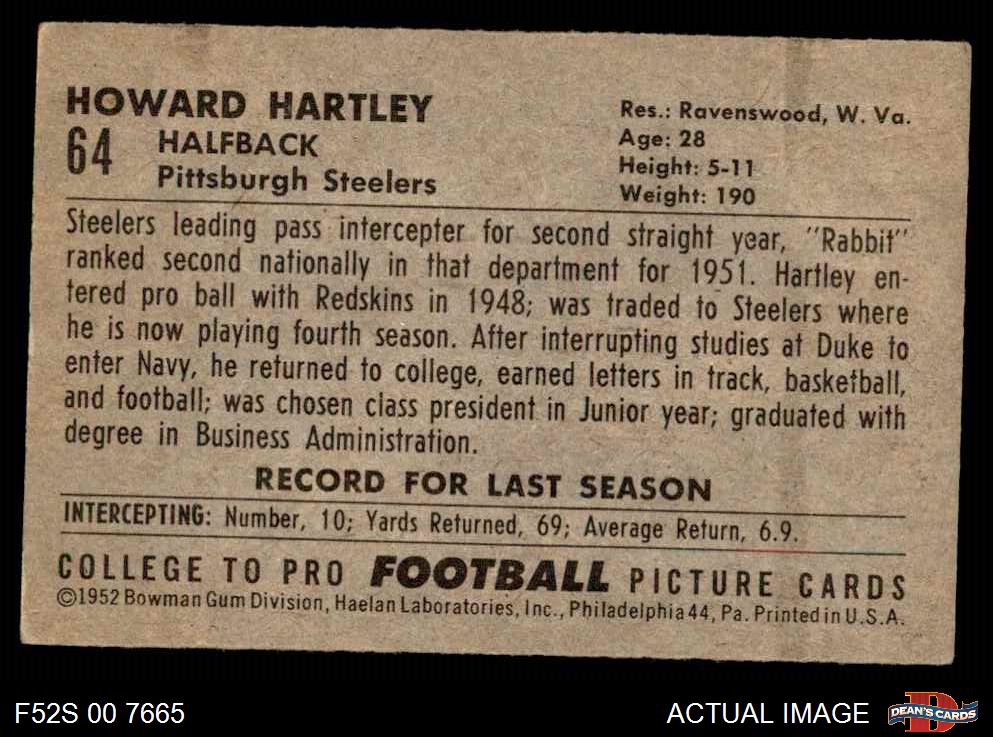 HOWARD HARTLEY
64 HALFBACK
Pittsburgh Steelers
Res.: Ravenswood, W. Va.
Age: 28
Height: 5-11
Weight: 190
Steelers leading pass intercepter for second straight year, "Rabbit"
ranked second nationally in that department for 1951. Hartley en-
tered pro ball with Redskins in 1948; was traded to Steelers where
he is now playing fourth season. After interrupting studies at Duke to
enter Navy, he returned to college, earned letters in track, basketball,
and football; was chosen class president in Junior year; graduated with
degree in Business Administration.
RECORD FOR LAST SEASON
INTERCEPTING: Number, 10; Yards Returned, 69; Average Return, 6.9.
COLLEGE TO PRO FOOTBALL PICTURE CARDS
©1952 Bowman Gum Division, Haelan Laboratories, Inc., Philadelphia 44, Pa. Printed in U.S.A.
F52S 00 7665
ACTUAL IMAGE
D
DEAN'S CARDS